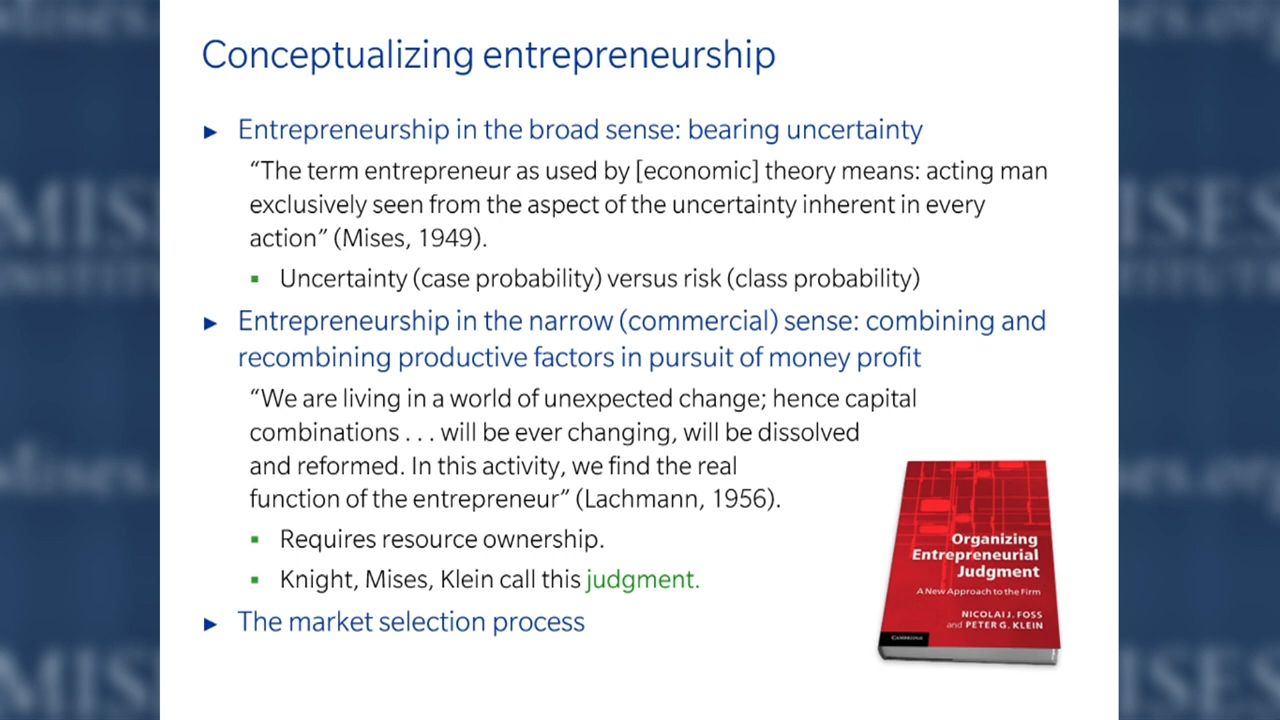 Conceptualizing entrepreneurship
► Entrepreneurship in the broad sense: bearing uncertainty
“The term entrepreneur as used by [economic] theory means: acting man
exclusively seen from the aspect of the uncertainty inherent in every
action” (Mises, 1949).
▪ Uncertainty (case probability) versus risk (class probability)
► Entrepreneurship in the narrow (commercial) sense: combining and
recombining productive factors in pursuit of money profit
“We are living in a world of unexpected change; hence capital
combinations . . . will be ever changing, will be dissolved
and reformed. In this activity, we find the real
function of the entrepreneur” (Lachmann, 1956).
▪ Requires resource ownership.
▪ Knight, Mises, Klein call this judgment.
► The market selection process
Organizing
Entrepreneurial
Judgment
A New Approach to the Firm
NICOLAI J. FOSS
and PETER G. KLEIN
CAMBRIDGE